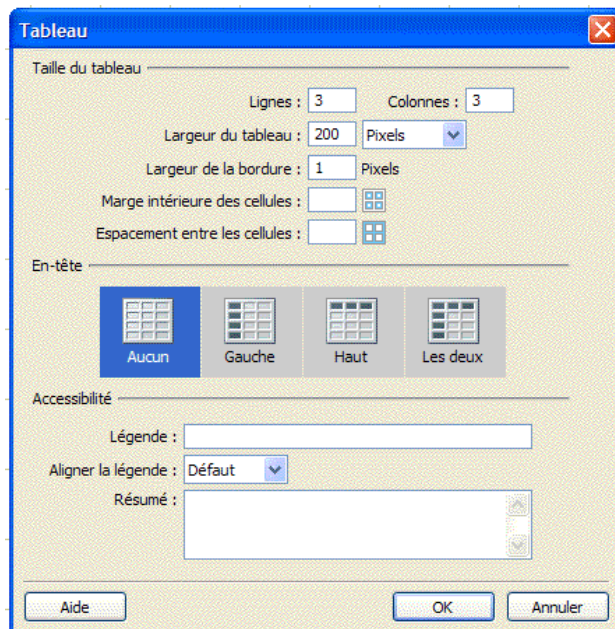 Tableau
Taille du tableau
Lignes : 3 Colonnes : 3
Largeur du tableau : 200 Pixels
Largeur de la bordure : 1 Pixels
Marge intérieure des cellules :
Espacement entre les cellules :
En-tête
Aucun Gauche Haut Les deux
Accessibilité
Légende :
Aligner la légende : Défaut
Résumé :
Aide OK Annuler